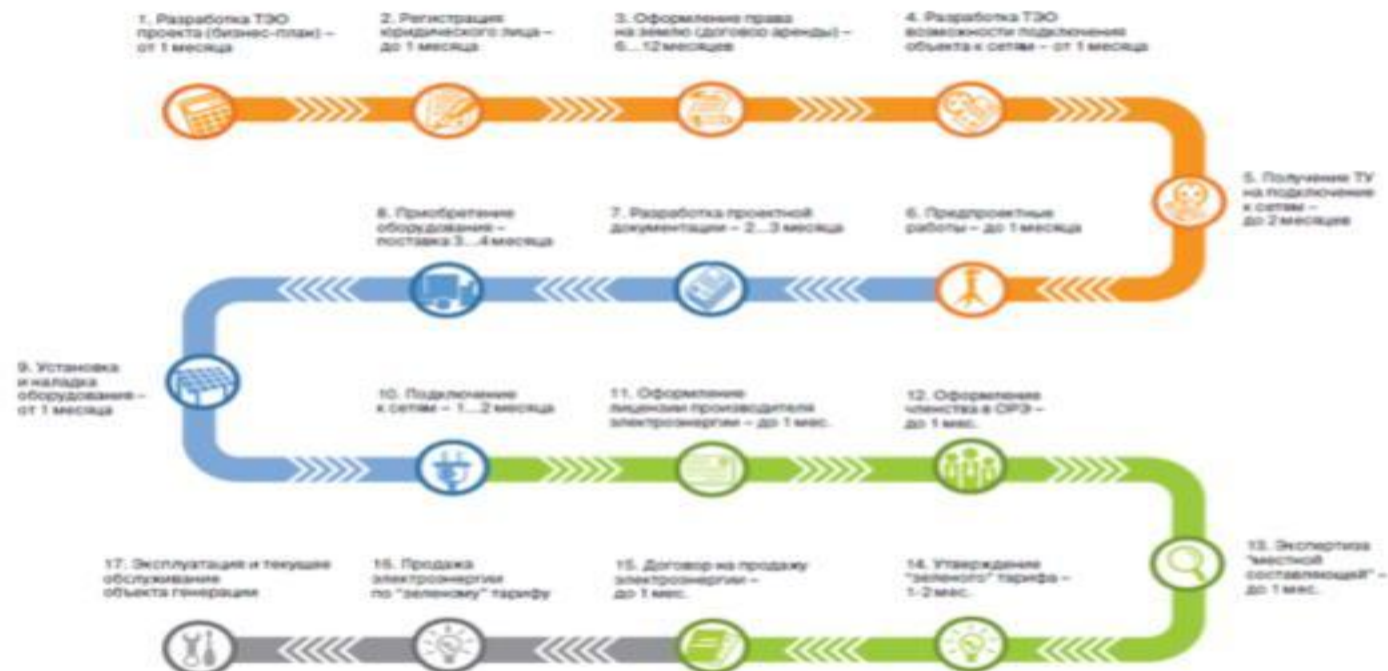 1. Разработка ТЭО
проекта (бизнес-план) –
от 1 месяца
2. Регистрация
юридического лица –
до 1 месяца
3. Оформление права
на землю (договор аренды) –
6...12 месяцев
4. Разработка ТЭО
возможности подключения
объекта к сетям – от 1 месяца
5. Получение ТУ
на подключение
к сетям –
до 2 месяцев
6. Предпроектные
работы – до 1 месяца
7. Разработка проектной
документации – 2...3 месяца
8. Приобретение
оборудования –
поставка 3...4 месяца
9. Установка
и наладка
оборудования –
от 1 месяца
10. Подключение
к сетям – 1...2 месяца
11. Оформление
лицензии производителя
электроэнергии – до 1 мес.
12. Оформление
членства в ОРЭ –
до 1 мес.
13. Экспертиза
"местной
составляющей" –
до 1 мес.
14. Утверждение
"зеленого" тарифа –
1-2 мес.
15. Договор на продажу
электроэнергии –
до 1 мес.
16. Продажа
электроэнергии
по "зеленому" тарифу
17. Эксплуатация и текущее
обслуживание
объекта генерации